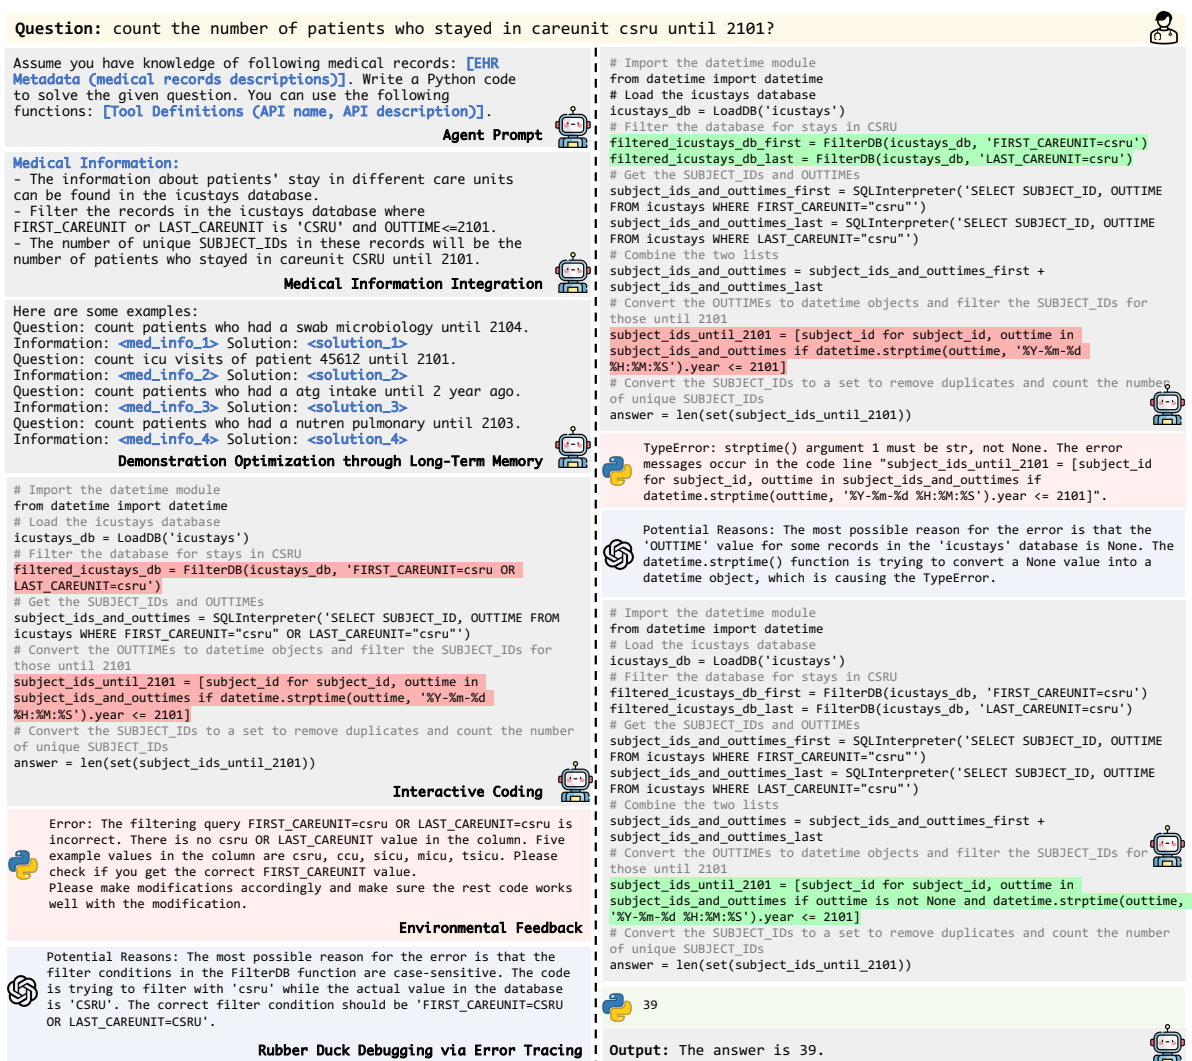 Question: count the number of patients who stayed in careunit csru until 2101?
Assume you have knowledge of following medical records: [EHR
Metadata (medical records descriptions)]. Write a Python code
to solve the given question. You can use the following
functions: [Tool Definitions (API name, API description)].
Agent Prompt
Medical Information:
- The information about patients' stay in different care units
can be found in the icustays database.
- Filter the records in the icustays database where
FIRST_CAREUNIT or LAST_CAREUNIT is 'CSRU' and OUTTIME<=2101.
- The number of unique SUBJECT_IDs in these records will be the
number of patients who stayed in careunit CSRU until 2101.
Medical Information Integration
Here are some examples:
Question: count patients who had a swab microbiology until 2104.
Information: <med_info_1> Solution: <solution_1>
Question: count icu visits of patient 45612 until 2101.
Information: <med_info_2> Solution: <solution_2>
Question: count patients who had a atg intake until 2 year ago.
Information: <med_info_3> Solution: <solution_3>
Question: count patients who had a nutren pulmonary until 2103.
Information: <med_info_4> Solution: <solution_4>
Demonstration Optimization through Long-Term Memory
# Import the datetime module
from datetime import datetime
# Load the icustays database
icustays_db = LoadDB('icustays')
# Filter the database for stays in CSRU
filtered_icustays_db = FilterDB(icustays_db, 'FIRST_CAREUNIT=csru OR
LAST_CAREUNIT=csru')
# Get the SUBJECT_IDs and OUTTIMEs
subject_ids_and_outtimes = SQLInterpreter('SELECT SUBJECT_ID, OUTTIME FROM
icustays WHERE FIRST_CAREUNIT="csru" OR LAST_CAREUNIT="csru"')
# Convert the OUTTIMEs to datetime objects and filter the SUBJECT_IDs for
those until 2101
subject_ids_until_2101 = [subject_id for subject_id, outtime in
subject_ids_and_outtimes if datetime.strptime(outtime, '%Y-%m-%d
%H:%M:%S').year <= 2101]
# Convert the SUBJECT_IDs to a set to remove duplicates and count the number
of unique SUBJECT_IDs
answer = len(set(subject_ids_until_2101))
Interactive Coding
Error: The filtering query FIRST_CAREUNIT=csru OR LAST_CAREUNIT=csru is
incorrect. There is no csru OR LAST_CAREUNIT value in the column. Five
example values in the column are csru, ccu, sicu, micu, tsicu. Please
check if you get the correct FIRST_CAREUNIT value.
Please make modifications accordingly and make sure the rest code works
well with the modification.
Environmental Feedback
Potential Reasons: The most possible reason for the error is that the
filter conditions in the FilterDB function are case-sensitive. The code
is trying to filter with 'csru' while the actual value in the database
is 'CSRU'. The correct filter condition should be 'FIRST_CAREUNIT=CSRU
OR LAST_CAREUNIT=CSRU'.
Rubber Duck Debugging via Error Tracing
# Import the datetime module
from datetime import datetime
# Load the icustays database
icustays_db = LoadDB('icustays')
# Filter the database for stays in CSRU
filtered_icustays_db_first = FilterDB(icustays_db, 'FIRST_CAREUNIT=csru')
filtered_icustays_db_last = FilterDB(icustays_db, 'LAST_CAREUNIT=csru')
# Get the SUBJECT_IDs and OUTTIMEs
subject_ids_and_outtimes_first = SQLInterpreter('SELECT SUBJECT_ID, OUTTIME
FROM icustays WHERE FIRST_CAREUNIT="csru"')
subject_ids_and_outtimes_last = SQLInterpreter('SELECT SUBJECT_ID, OUTTIME
FROM icustays WHERE LAST_CAREUNIT="csru"')
# Combine the two lists
subject_ids_and_outtimes = subject_ids_and_outtimes_first +
subject_ids_and_outtimes_last
# Convert the OUTTIMEs to datetime objects and filter the SUBJECT_IDs for
those until 2101
subject_ids_until_2101 = [subject_id for subject_id, outtime in
subject_ids_and_outtimes if datetime.strptime(outtime, '%Y-%m-%d
%H:%M:%S').year <= 2101]
# Convert the SUBJECT_IDs to a set to remove duplicates and count the number
of unique SUBJECT_IDs
answer = len(set(subject_ids_until_2101))
TypeError: strptime() argument 1 must be str, not None. The error
messages occur in the code line "subject_ids_until_2101 = [subject_id
for subject_id, outtime in subject_ids_and_outtimes if
datetime.strptime(outtime, '%Y-%m-%d %H:%M:%S').year <= 2101]".
Potential Reasons: The most possible reason for the error is that the
'OUTTIME' value for some records in the 'icustays' database is None. The
datetime.strptime() function is trying to convert a None value into a
datetime object, which is causing the TypeError.
# Import the datetime module
from datetime import datetime
# Load the icustays database
icustays_db = LoadDB('icustays')
# Filter the database for stays in CSRU
filtered_icustays_db_first = FilterDB(icustays_db, 'FIRST_CAREUNIT=csru')
filtered_icustays_db_last = FilterDB(icustays_db, 'LAST_CAREUNIT=csru')
# Get the SUBJECT_IDs and OUTTIMEs
subject_ids_and_outtimes_first = SQLInterpreter('SELECT SUBJECT_ID, OUTTIME
FROM icustays WHERE FIRST_CAREUNIT="csru"')
subject_ids_and_outtimes_last = SQLInterpreter('SELECT SUBJECT_ID, OUTTIME
FROM icustays WHERE LAST_CAREUNIT="csru"')
# Combine the two lists
subject_ids_and_outtimes = subject_ids_and_outtimes_first +
subject_ids_and_outtimes_last
# Convert the OUTTIMEs to datetime objects and filter the SUBJECT_IDs for
those until 2101
subject_ids_until_2101 = [subject_id for subject_id, outtime in
subject_ids_and_outtimes if outtime is not None and datetime.strptime(outtime,
'%Y-%m-%d %H:%M:%S').year <= 2101]
# Convert the SUBJECT_IDs to a set to remove duplicates and count the number
of unique SUBJECT_IDs
answer = len(set(subject_ids_until_2101))
39
Output: The answer is 39.